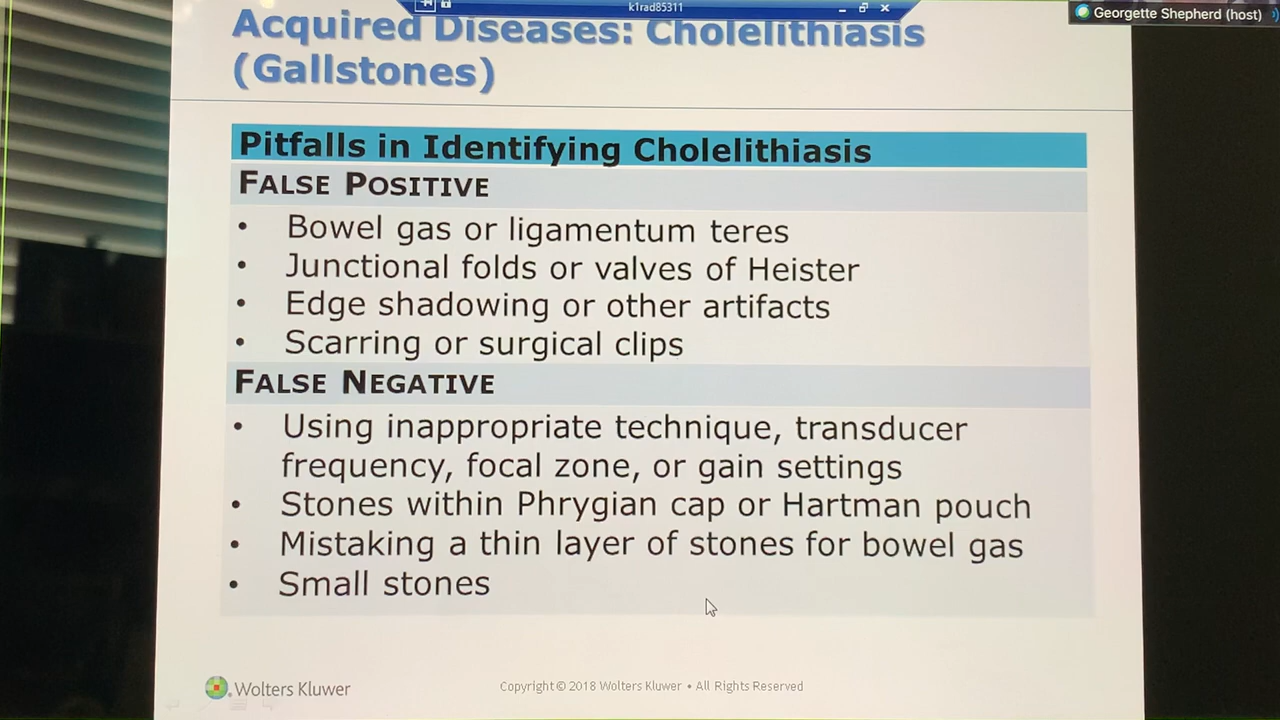 k1rad85311
Georgette Shepherd (host)
Acquired Diseases: Cholelithiasis
(Gallstones)
Pitfalls in Identifying Cholelithiasis
FALSE POSITIVE
• Bowel gas or ligamentum teres
• Junctional folds or valves of Heister
• Edge shadowing or other artifacts
• Scarring or surgical clips
FALSE NEGATIVE
• Using inappropriate technique, transducer
frequency, focal zone, or gain settings
• Stones within Phrygian cap or Hartman pouch
• Mistaking a thin layer of stones for bowel gas
• Small stones
Wolters Kluwer
Copyright © 2018 Wolters Kluwer • All Rights Reserved